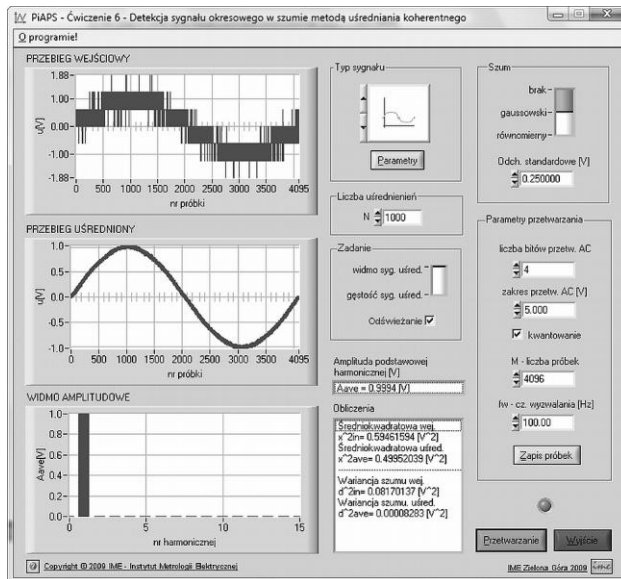 PiAPS - Ćwiczenie 6 - Detekcja sygnału okresowego w szumie metodą uśredniania koherentnego
O programie!
PRZEBIEG WEJŚCIOWY
1.88
1.00
0.00
-1.00
-1.88
u[V]
0 500 1000 1500 2000 2500 3000 3500 4095
nr próbki
PRZEBIEG UŚREDNIONY
1.0
0.5
0.0
-0.5
-1.0
u[V]
0 500 1000 1500 2000 2500 3000 3500 4095
nr próbki
WIDMO AMPLITUDOWE
1.0
0.8
0.6
0.4
0.2
0.0
Aave[V]
0 5 10 15
nr harmonicznej
Typ sygnału
Parametry
Liczba uśrednienień
N 1000
Zadanie
widmo syg. uśred.
gęstość syg. uśred.
Odświeżanie
Amplituda podstawowej
harmonicznej [V]
Aave = 0.9994 [V]
Obliczenia
Średniokwadratowa wej.
x^2in= 0.59461594 [V^2]
Średniokwadratowa uśred.
x^2ave= 0.49952039 [V^2]
Wariancja szumu wej.
d^2in= 0.08170137 [V^2]
Wariancja szumu. uśred.
d^2ave= 0.00008283 [V^2]
Szum
brak
gaussowski
równomierny
Odch. standardowe [V]
0.250000
Parametry przetwarzania
liczba bitów przetw. AC
4
zakres przetw. AC [V]
5.000
kwantowanie
M - liczba próbek
4096
fw - cz. wyzwalania [Hz]
100.00
Zapis próbek
Przetwarzanie
Wyjście
Copyright © 2009 IME - Instytut Metrologii Elektrycznej
IME Zielona Góra 2009
ime